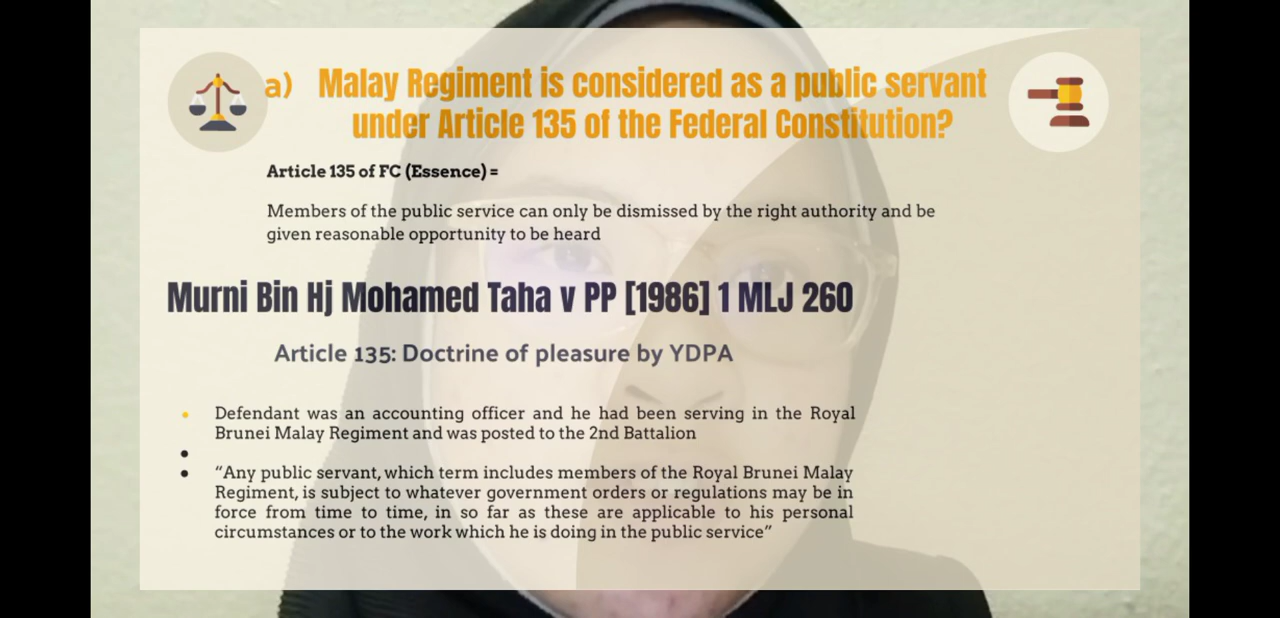 a) Malay Regiment is considered as a public servant
under Article 135 of the Federal Constitution?
Article 135 of FC (Essence) =
Members of the public service can only be dismissed by the right authority and be
given reasonable opportunity to be heard
Murni Bin Hj Mohamed Taha v PP [1986] 1 MLJ 260
Article 135: Doctrine of pleasure by YDPA
• Defendant was an accounting officer and he had been serving in the Royal
Brunei Malay Regiment and was posted to the 2nd Battalion
•
• “Any public servant, which term includes members of the Royal Brunei Malay
Regiment, is subject to whatever government orders or regulations may be in
force from time to time, in so far as these are applicable to his personal
circumstances or to the work which he is doing in the public service”